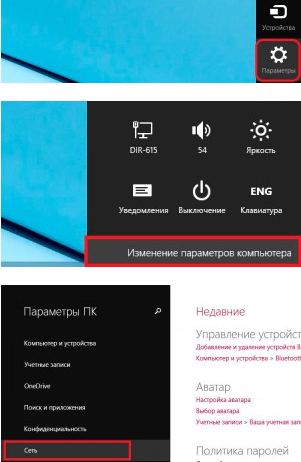 Устройства
Параметры
DIR-615
54
Яркость
ENG
Уведомления
Выключение
Клавиатура
Изменение параметров компьютера
Параметры ПК
Компьютер и устройства
Учетные записи
OneDrive
Поиск и приложения
Конфиденциальность
Сеть
Недавние
Управление устройст
Добавление и удаление устройств В
Компьютер и устройства > Bluetooth
Аватар
Настройка аватара
Выбор аватара
Учетные записи > Ваша учетная зап
Политика паролей